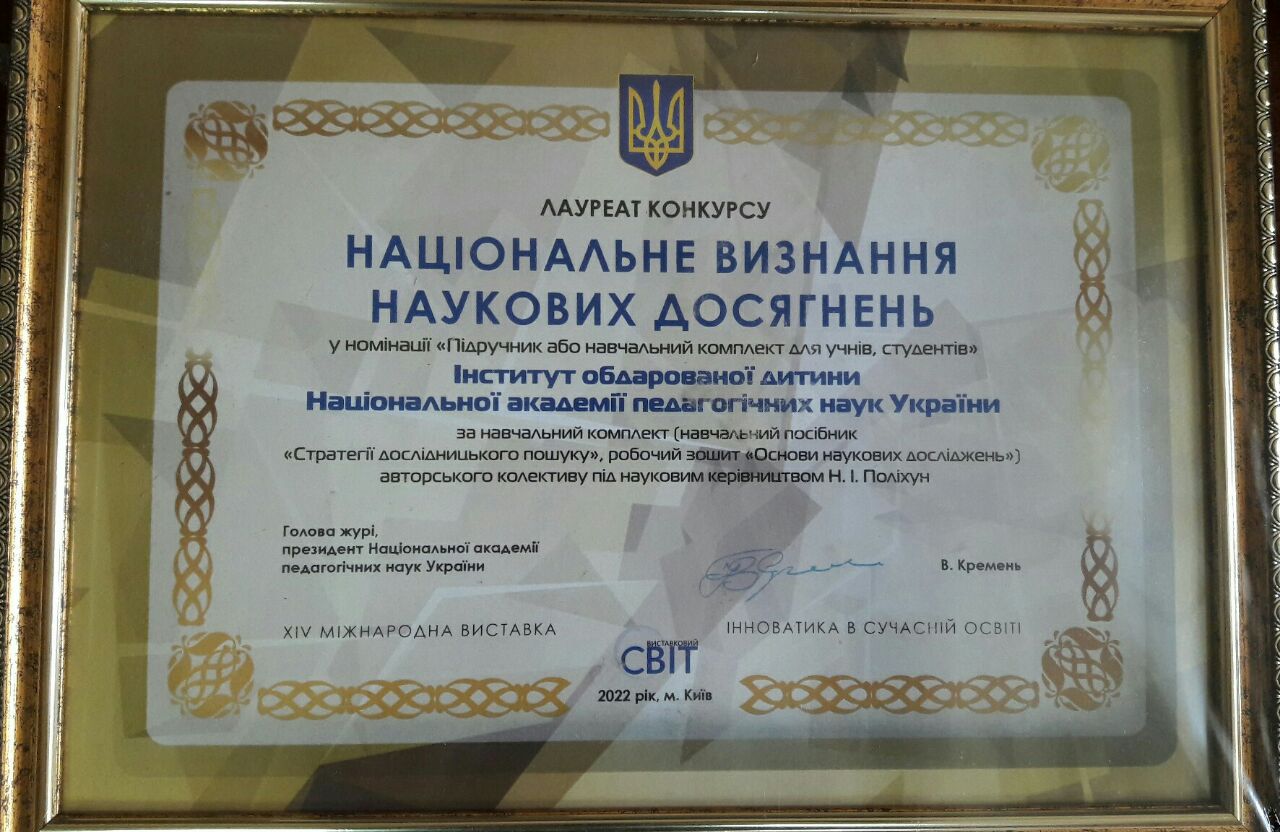 ЛАУРЕАТ КОНКУРСУ
НАЦІОНАЛЬНЕ ВИЗНАННЯ
НАУКОВИХ ДОСЯГНЕНЬ
у номінації «Підручник або навчальний комплект для учнів, студентів»
Інститут обдарованої дитини
Національної академії педагогічних наук України
за навчальний комплект (навчальний посібник
«Стратегії дослідницького пошуку», робочий зошит «Основи наукових досліджень»)
авторського колективу під науковим керівництвом Н. І. Поліхун
Голова журі,
президент Національної академії
педагогічних наук України
В. Кремень
XIV МІЖНАРОДНА ВИСТАВКА
ВИСТАВКОВИЙ
СВІТ
ІННОВАТИКА В СУЧАСНІЙ ОСВІТІ
2022 рік, м. Київ